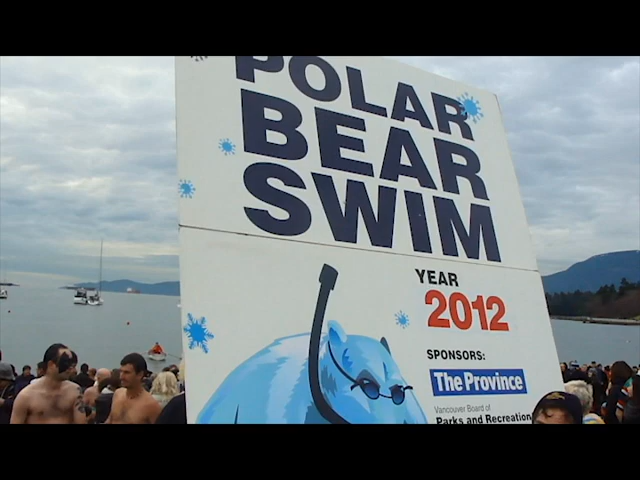 POLAR
BEAR
SWIM
YEAR
2012
SPONSORS:
The Province
Vancouver Board of
Parks and Recreation